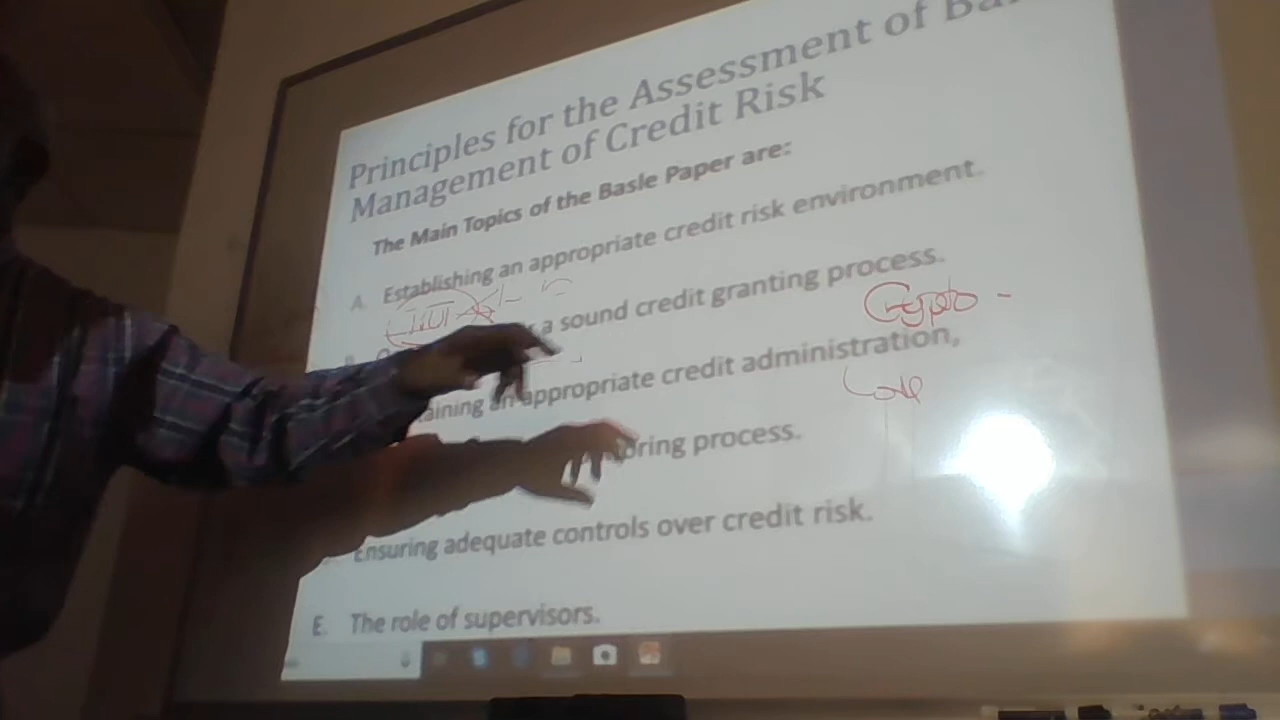 Principles for the Assessment of
Management of Credit Risk
The Main Topics of the Basle Paper are:
A. Establishing an appropriate credit risk environment.
a sound credit granting process.
Crypto -
an appropriate credit administration,
process.
Ensuring adequate controls over credit risk.
E. The role of supervisors.